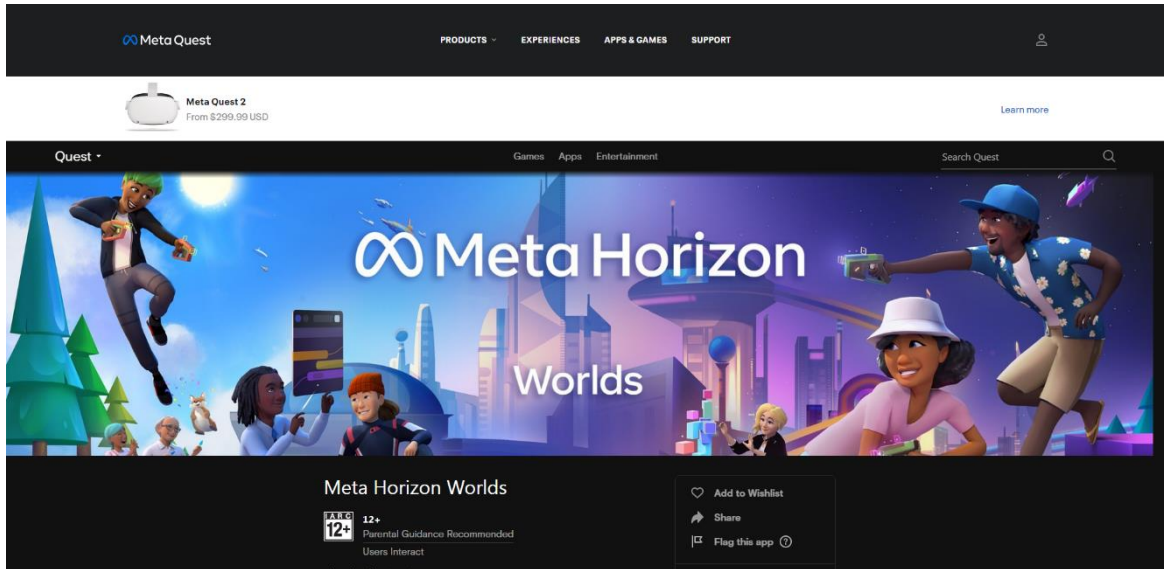 Meta Quest
PRODUCTS EXPERIENCES APPS & GAMES SUPPORT
Meta Quest 2
From $299.99 USD
Learn more
Quest
Games Apps Entertainment
Search Quest
Meta Horizon
Worlds
Meta Horizon Worlds
IARC
12+
12+
Parental Guidance Recommended
Users Interact
Add to Wishlist
Share
Flag this app ?